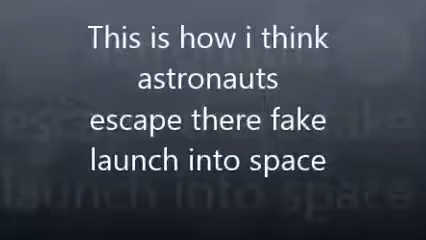 This is how i think
astronauts
escape there fake
launch into space